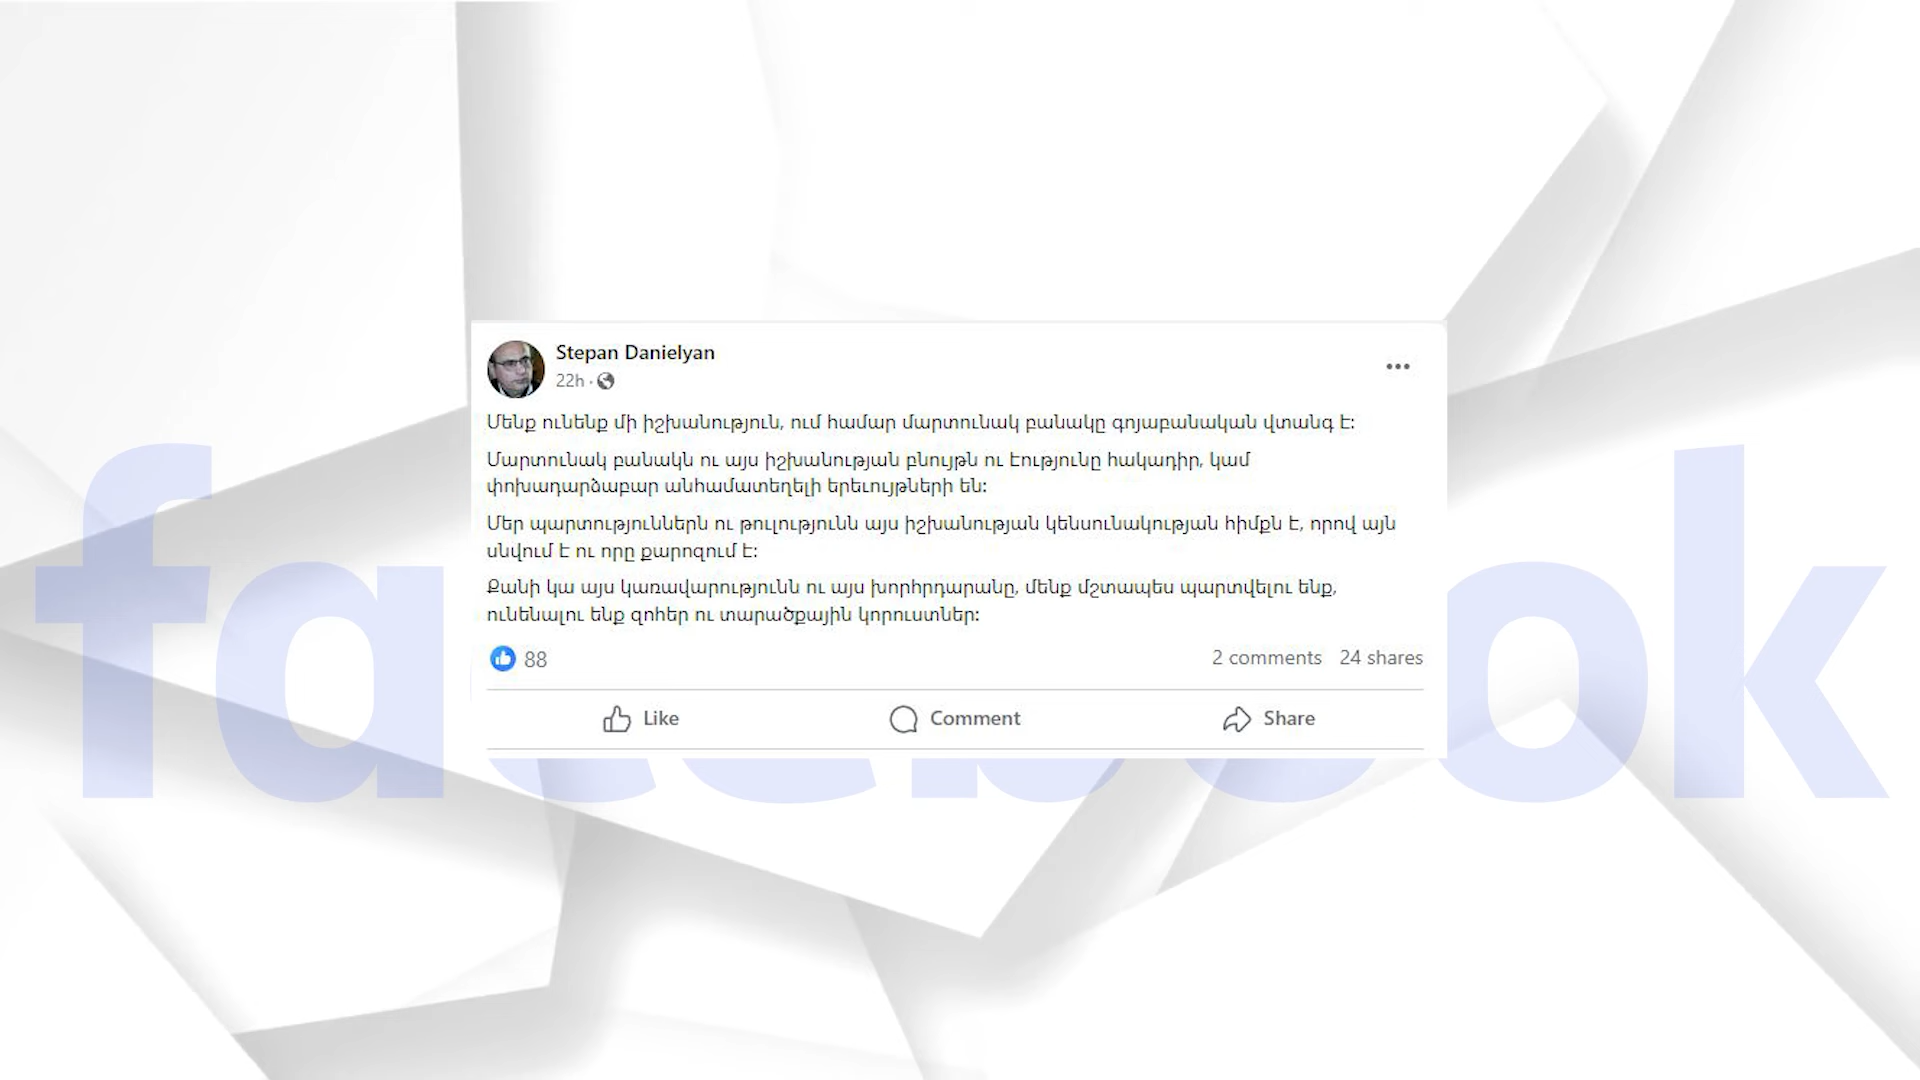 Stepan Danielyan
22h ·
Մենք ունենք մի իշխանություն, ում համար մարտունակ բանակը գոյաբանական վտանգ է:
Մարտունակ բանակն ու այս իշխանության բնույթն ու էությունը հակադիր, կամ
փոխադարձաբար անհամատեղելի երեւույթների են:
Մեր պարտություններն ու թուլությունն այս իշխանության կենսունակության հիմքն է, որով այն
սնվում է ու որը քարոզում է:
Քանի կա այս կառավարությունն ու այս խորհրդարանը, մենք մշտապես պարտվելու ենք,
ունենալու ենք զոհեր ու տարածքային կորուստներ:
88 2 comments 24 shares
Like Comment Share
facebook